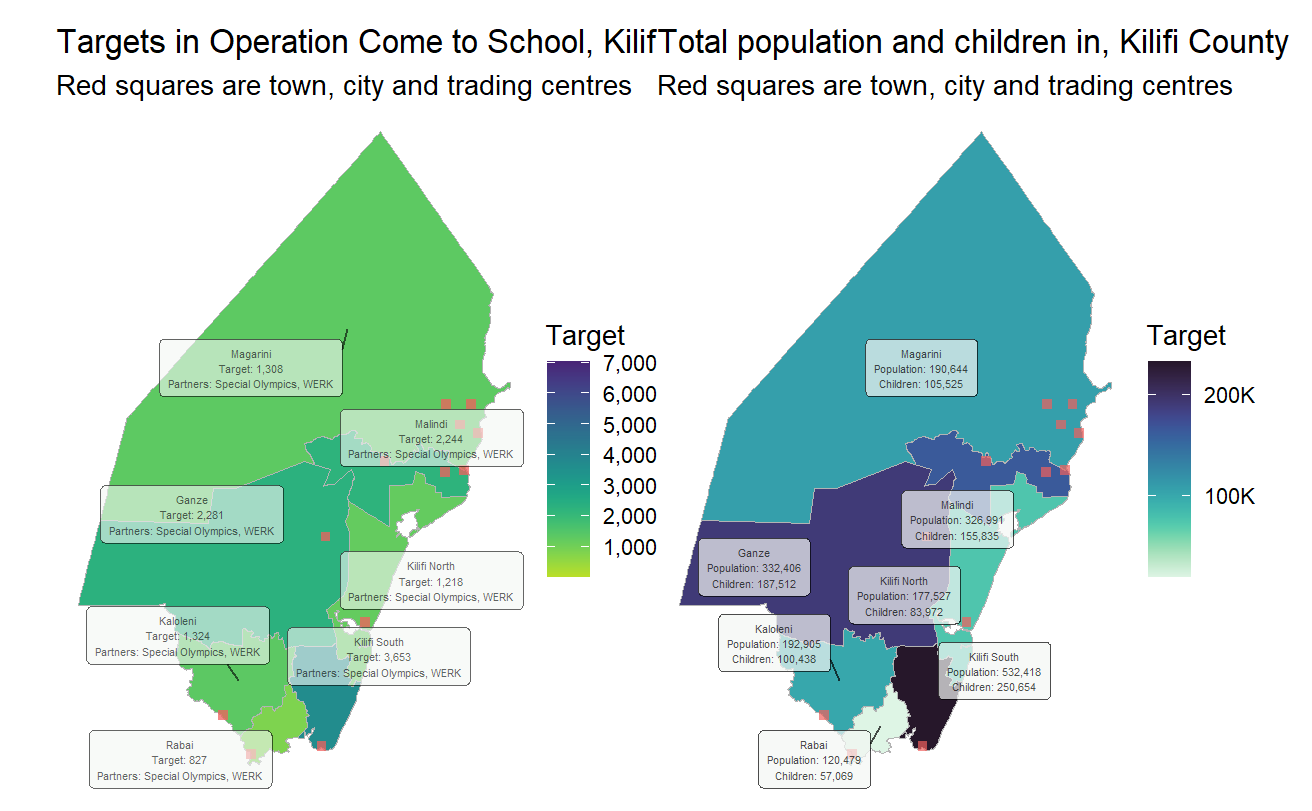 Targets in Operation Come to School, Kilif
Red squares are town, city and trading centres
Magarini
Target: 1,308
Partners: Special Olympics, WERK
Malindi
Target: 2,244
Partners: Special Olympics, WERK
Ganze
Target: 2,281
Partners: Special Olympics, WERK
Kilifi North
Target: 1,218
Partners: Special Olympics, WERK
Kaloleni
Target: 1,324
Partners: Special Olympics, WERK
Kilifi South
Target: 3,653
Partners: Special Olympics, WERK
Rabai
Target: 827
Partners: Special Olympics, WERK
Target
7,000
6,000
5,000
4,000
3,000
2,000
1,000
Total population and children in, Kilifi County
Red squares are town, city and trading centres
Magarini
Population: 190,644
Children: 105,525
Malindi
Population: 326,991
Children: 155,835
Ganze
Population: 332,406
Children: 187,512
Kilifi North
Population: 177,527
Children: 83,972
Kaloleni
Population: 192,905
Children: 100,438
Kilifi South
Population: 532,418
Children: 250,654
Rabai
Population: 120,479
Children: 57,069
Target
200K
100K